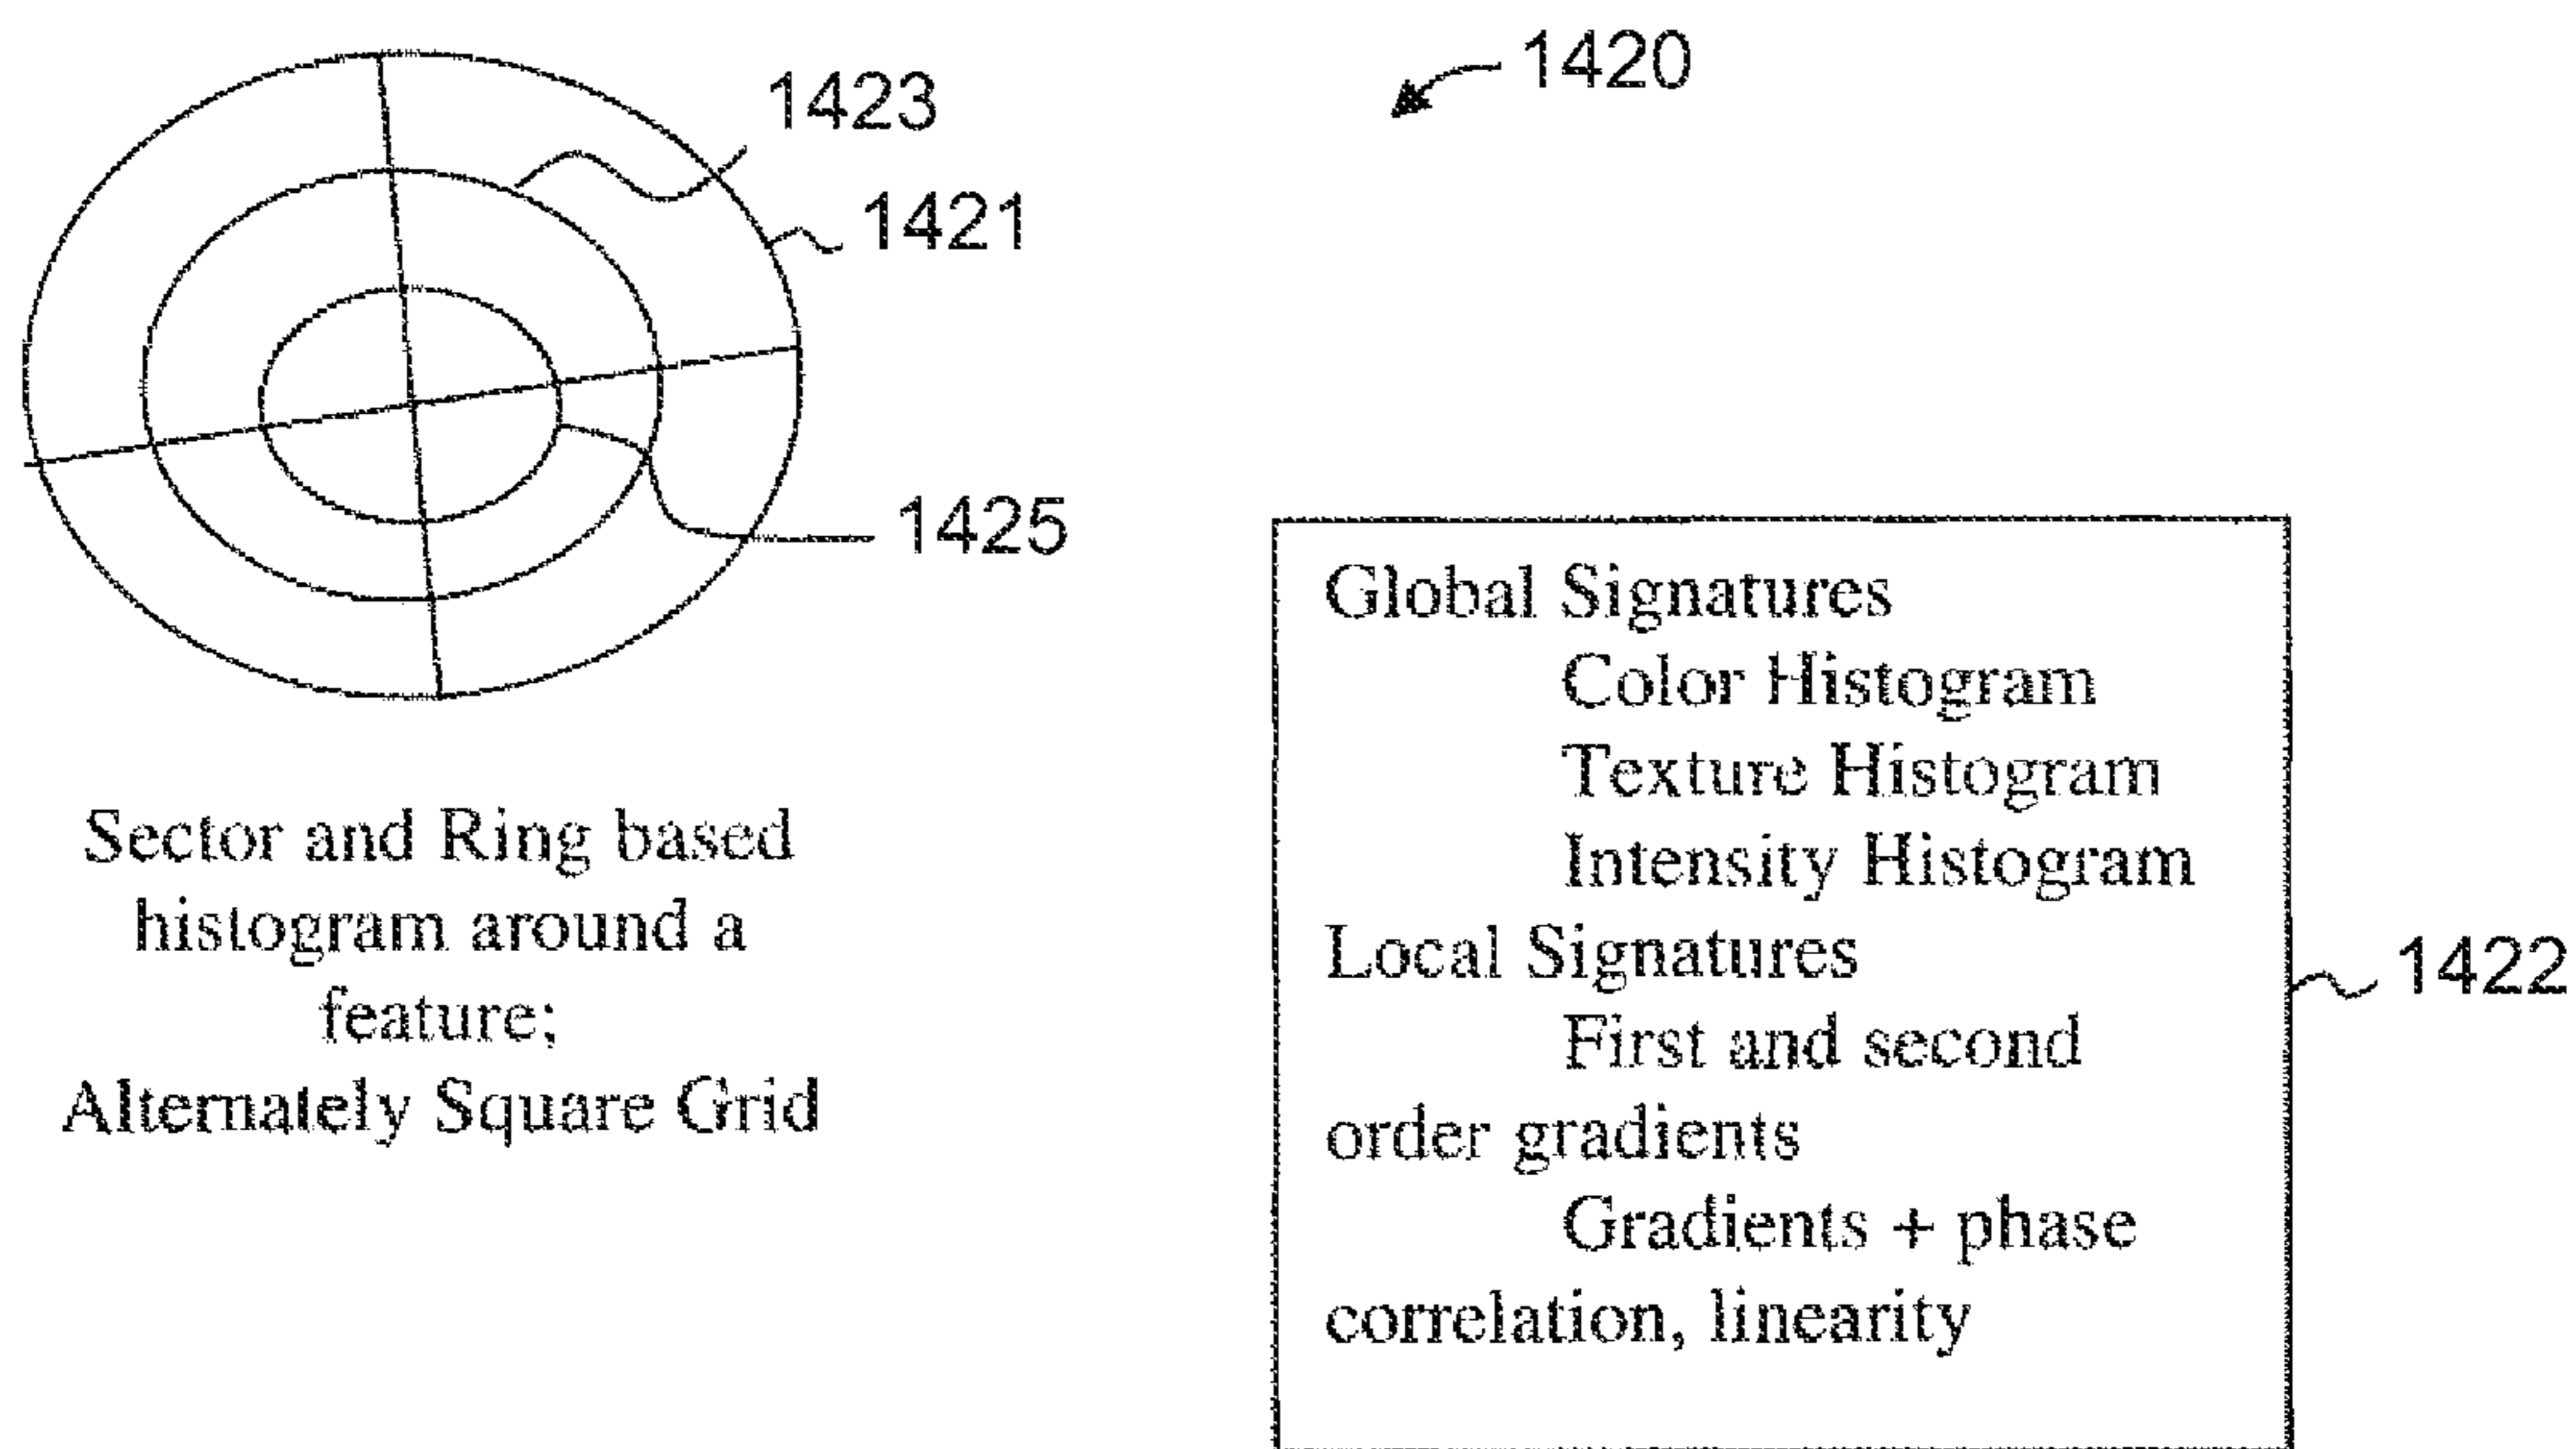 1420
1423
1421
1425
Sector and Ring based
histogram around a
feature;
Alternately Square Grid
Global Signatures
Color Histogram
Texture Histogram
Intensity Histogram
Local Signatures
First and second
order gradients
Gradients + phase
correlation, linearity
1422